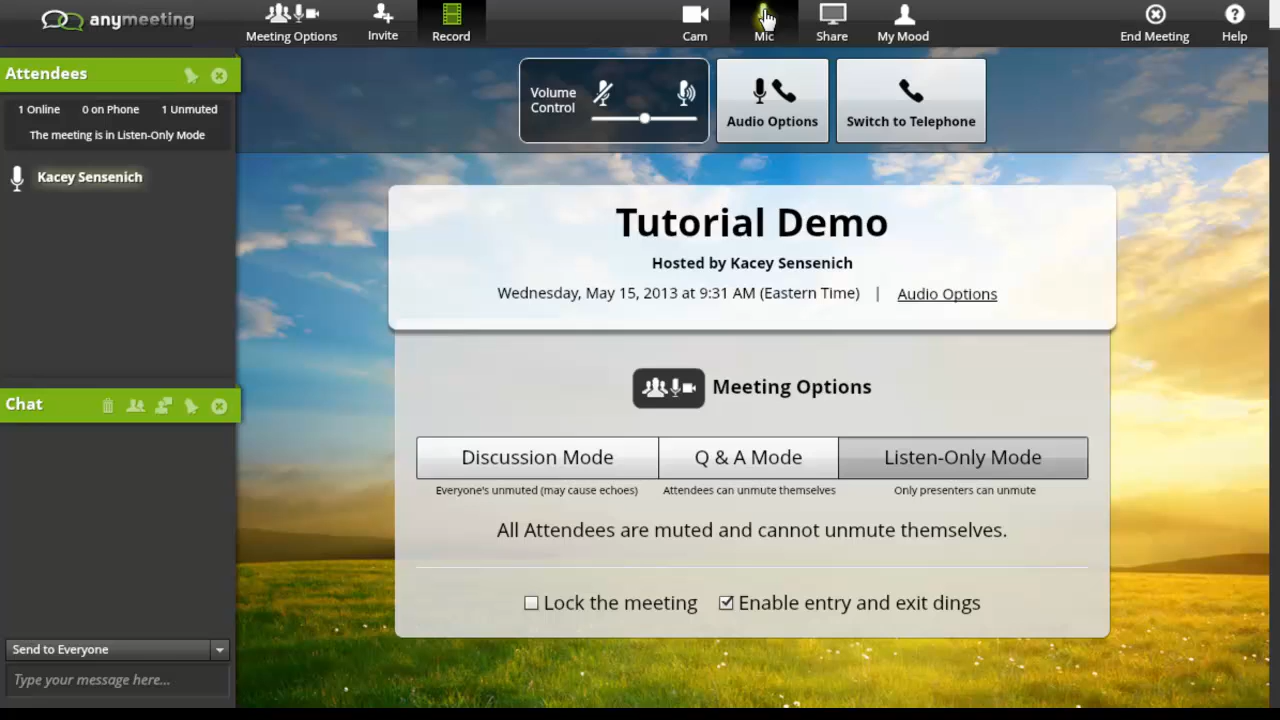 anymeeting
Meeting Options
Invite
Record
Cam
Mic
Share
My Mood
End Meeting
Help
Attendees
1 Online 0 on Phone 1 Unmuted
The meeting is in Listen-Only Mode
Kacey Sensenich
Volume
Control
Audio Options
Switch to Telephone
Tutorial Demo
Hosted by Kacey Sensenich
Wednesday, May 15, 2013 at 9:31 AM (Eastern Time) | Audio Options
Meeting Options
Discussion Mode
Q & A Mode
Listen-Only Mode
Everyone's unmuted (may cause echoes)
Attendees can unmute themselves
Only presenters can unmute
All Attendees are muted and cannot unmute themselves.
Lock the meeting
Enable entry and exit dings
Chat
Send to Everyone
Type your message here...